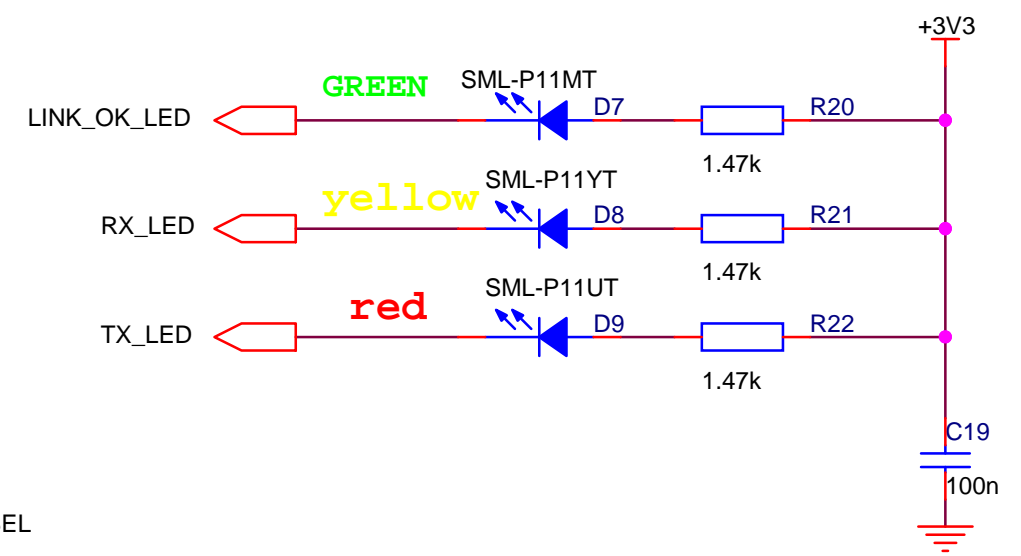 +3V3
GREEN
SML-P11MT
LINK_OK_LED
D7
R20
1.47k
yellow
SML-P11YT
RX_LED
D8
R21
1.47k
red
SML-P11UT
TX_LED
D9
R22
1.47k
C19
100n
EL